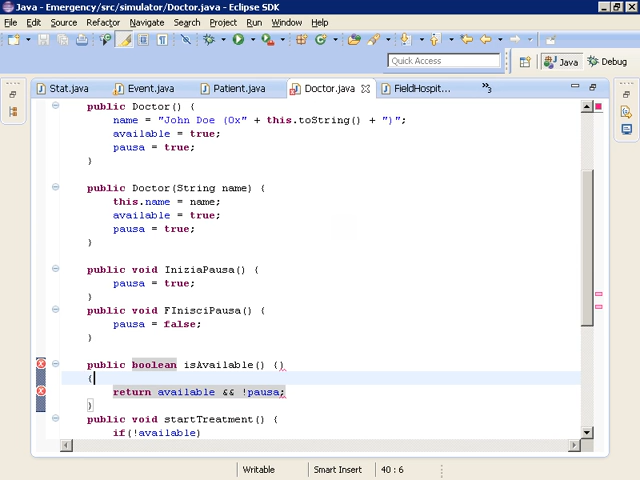 Java - Emergency/src/simulator/Doctor.java - Eclipse SDK
File Edit Source Refactor Navigate Search Project Run Window Help
Quick Access
Java
Debug
Stat.java
Event.java
Patient.java
Doctor.java
FieldHospit...
»3
public Doctor() {
name = "John Doe (Ox" + this.toString() + ")";
available = true;
pausa = true;
}
public Doctor(String name) {
this.name = name;
available = true;
pausa = true;
}
public void IniziaPausa() {
pausa = true;
}
public void FInisciPausa() {
pausa = false;
}
public boolean isAvailable() ()
{
return available && !pausa;
}
public void startTreatment() {
if(!available)
Writable
Smart Insert
40 : 6